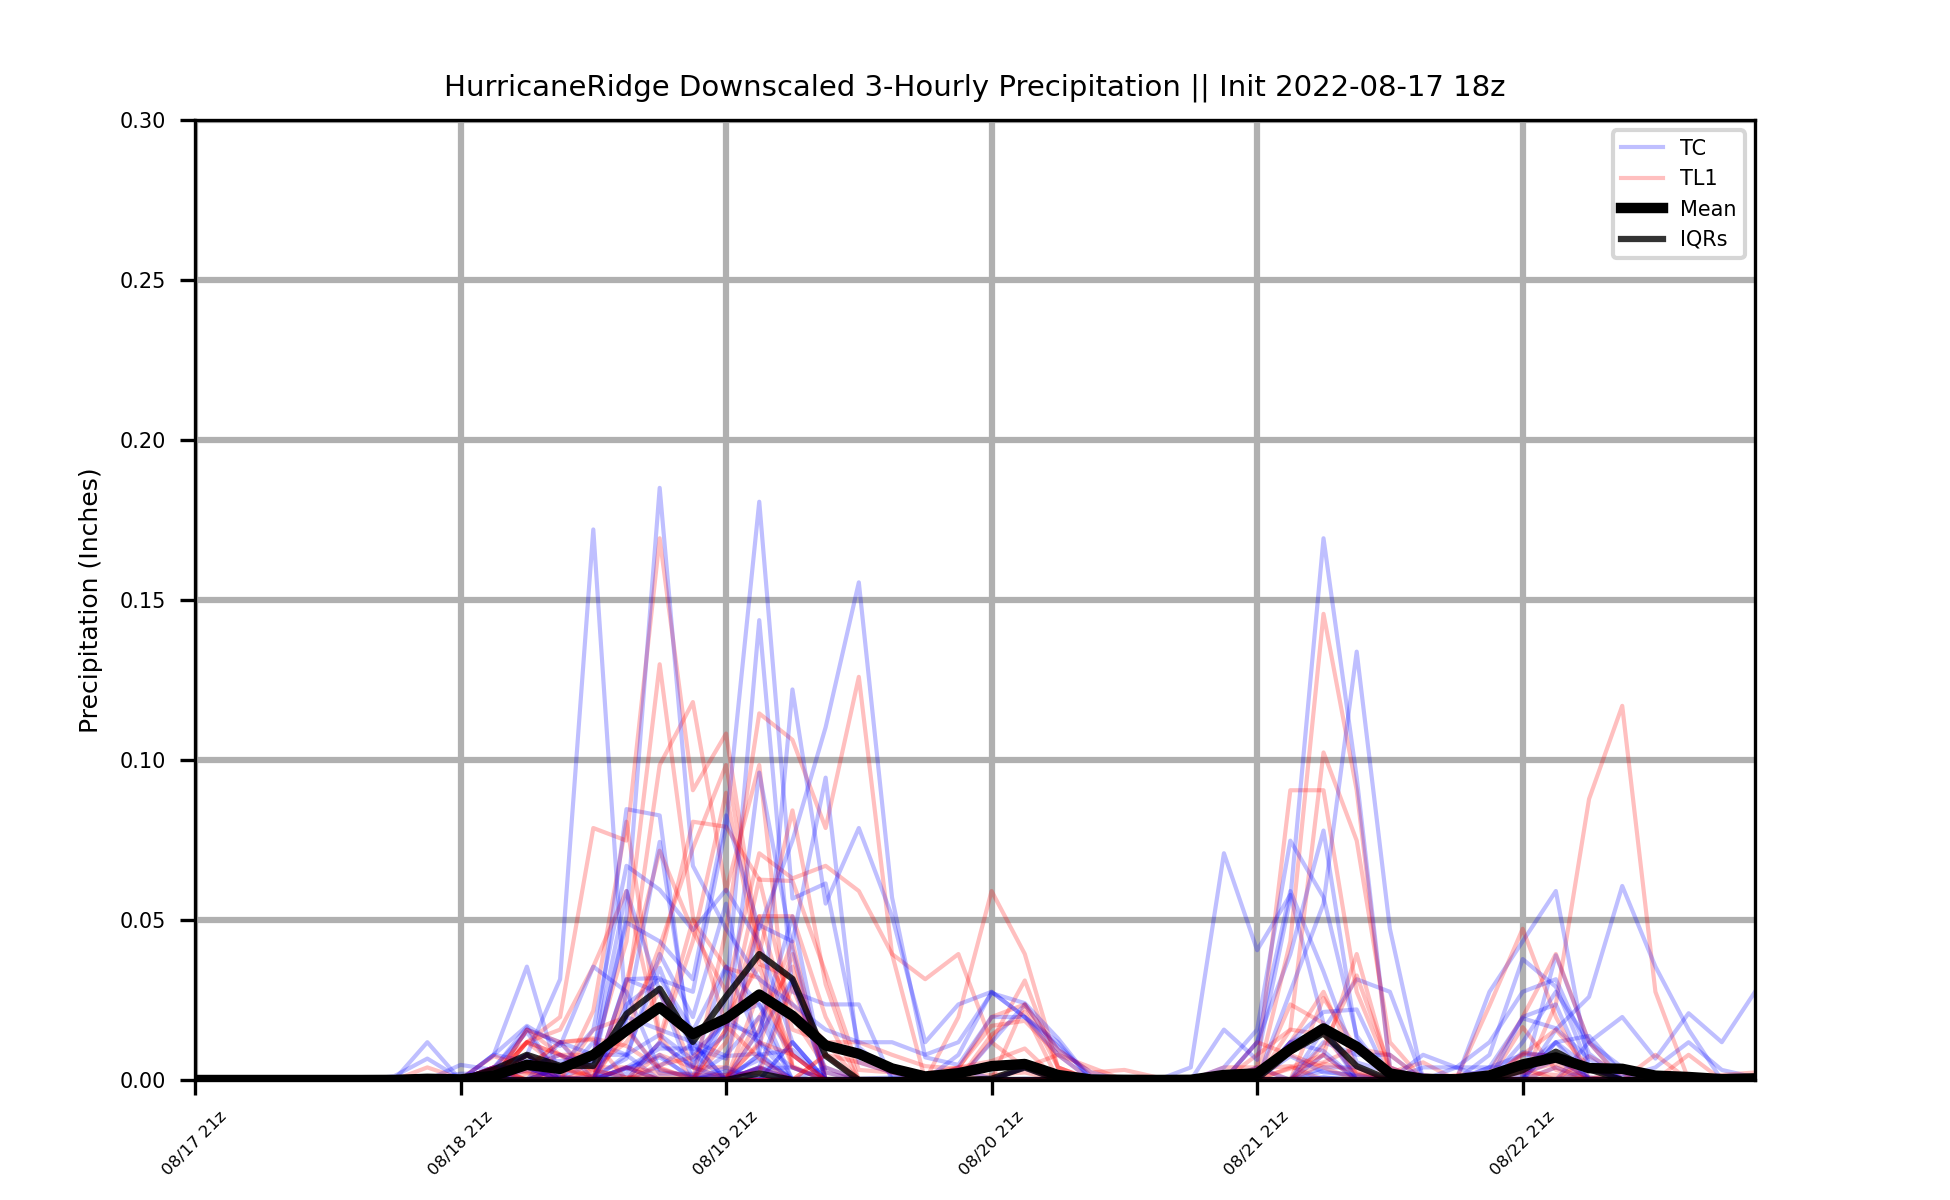 HurricaneRidge Downscaled 3-Hourly Precipitation || Init 2022-08-17 18z
TC
TL1
Mean
IQRs
Precipitation (Inches)
0.30
0.25
0.20
0.15
0.10
0.05
0.00
08/17 21z
08/18 21z
08/19 21z
08/20 21z
08/21 21z
08/22 21z